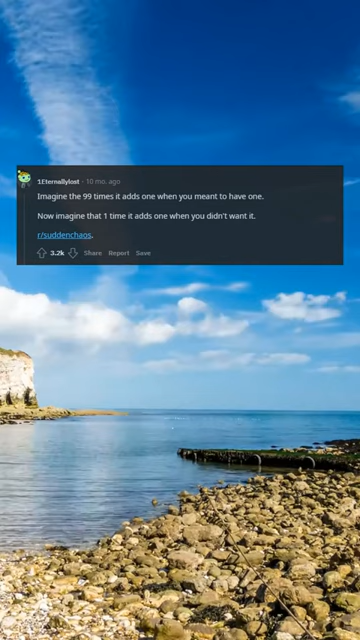 1Eternallylost · 10 mo. ago
Imagine the 99 times it adds one when you meant to have one.
Now imagine that 1 time it adds one when you didn't want it.
r/suddenchaos.
3.2k Share Report Save